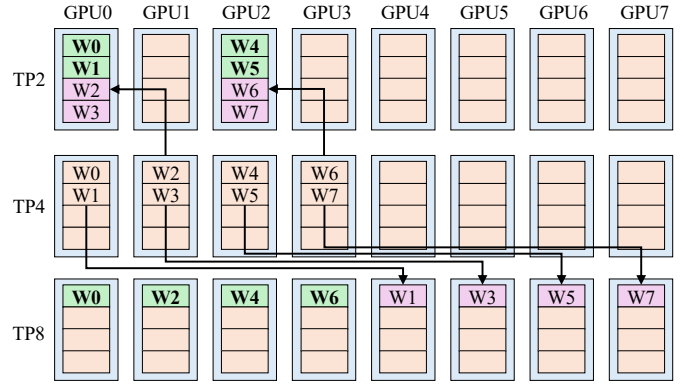 GPU0 GPU1 GPU2 GPU3 GPU4 GPU5 GPU6 GPU7
TP2
W0 W4
W1 W5
W2 W6
W3 W7
TP4
W0 W2 W4 W6
W1 W3 W5 W7
TP8
W0 W2 W4 W6 W1 W3 W5 W7